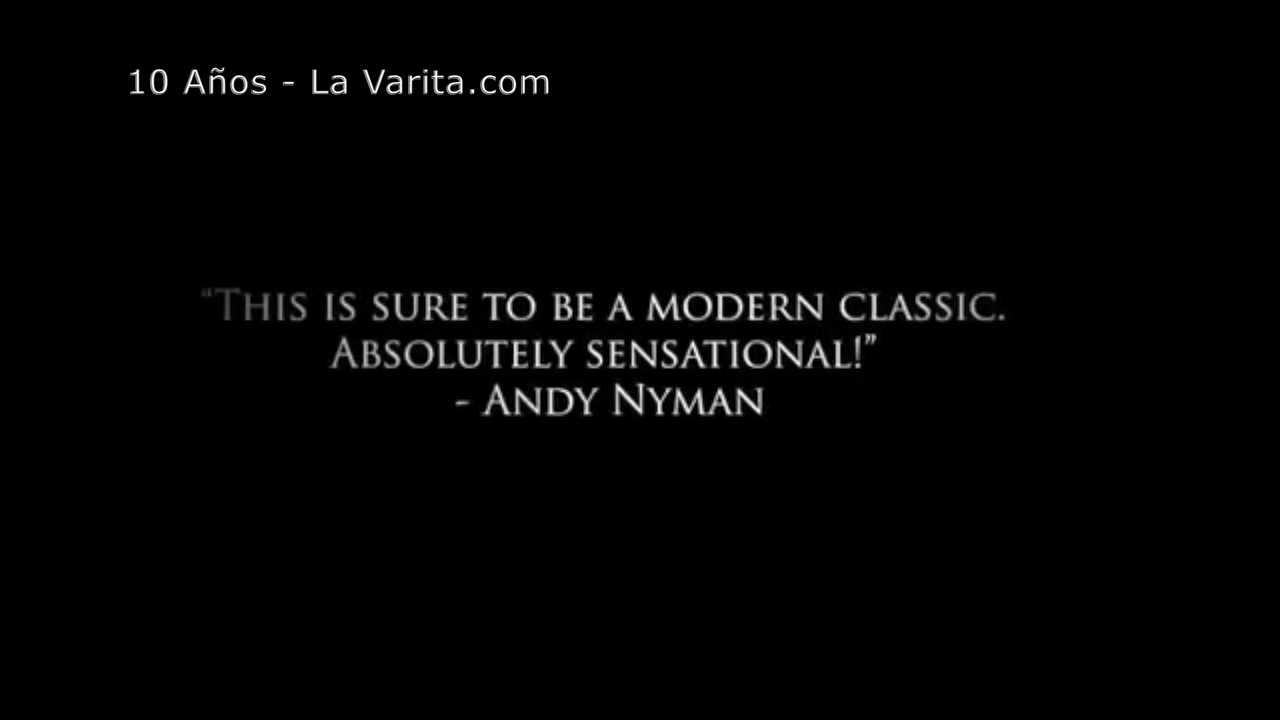 10 Años - La Varita.com
“This is sure to be a modern classic.
Absolutely sensational!”
- Andy Nyman